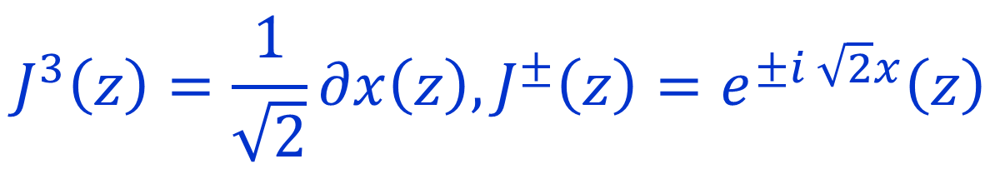 J³(z) = 1/√2 ∂x(z), J^±(z) = e^{±i √2x}(z)